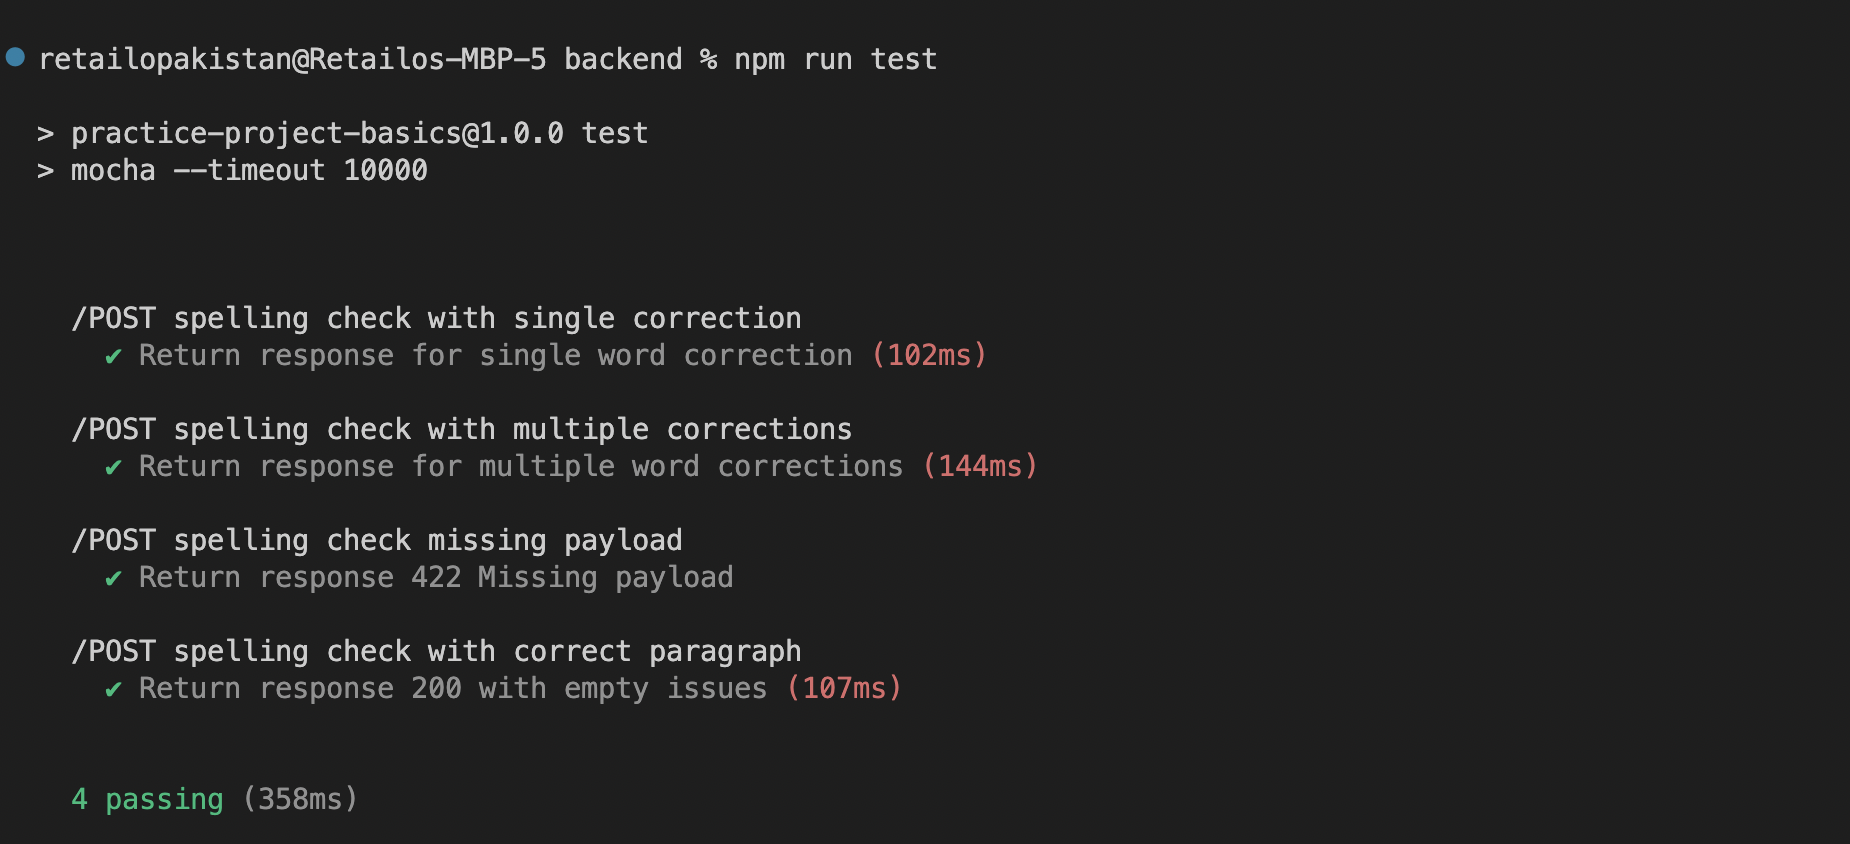 retailopakistan@Retailos-MBP-5 backend % npm run test
> practice-project-basics@1.0.0 test
> mocha --timeout 10000
/POST spelling check with single correction
✔ Return response for single word correction (102ms)
/POST spelling check with multiple corrections
✔ Return response for multiple word corrections (144ms)
/POST spelling check missing payload
✔ Return response 422 Missing payload
/POST spelling check with correct paragraph
✔ Return response 200 with empty issues (107ms)
4 passing (358ms)